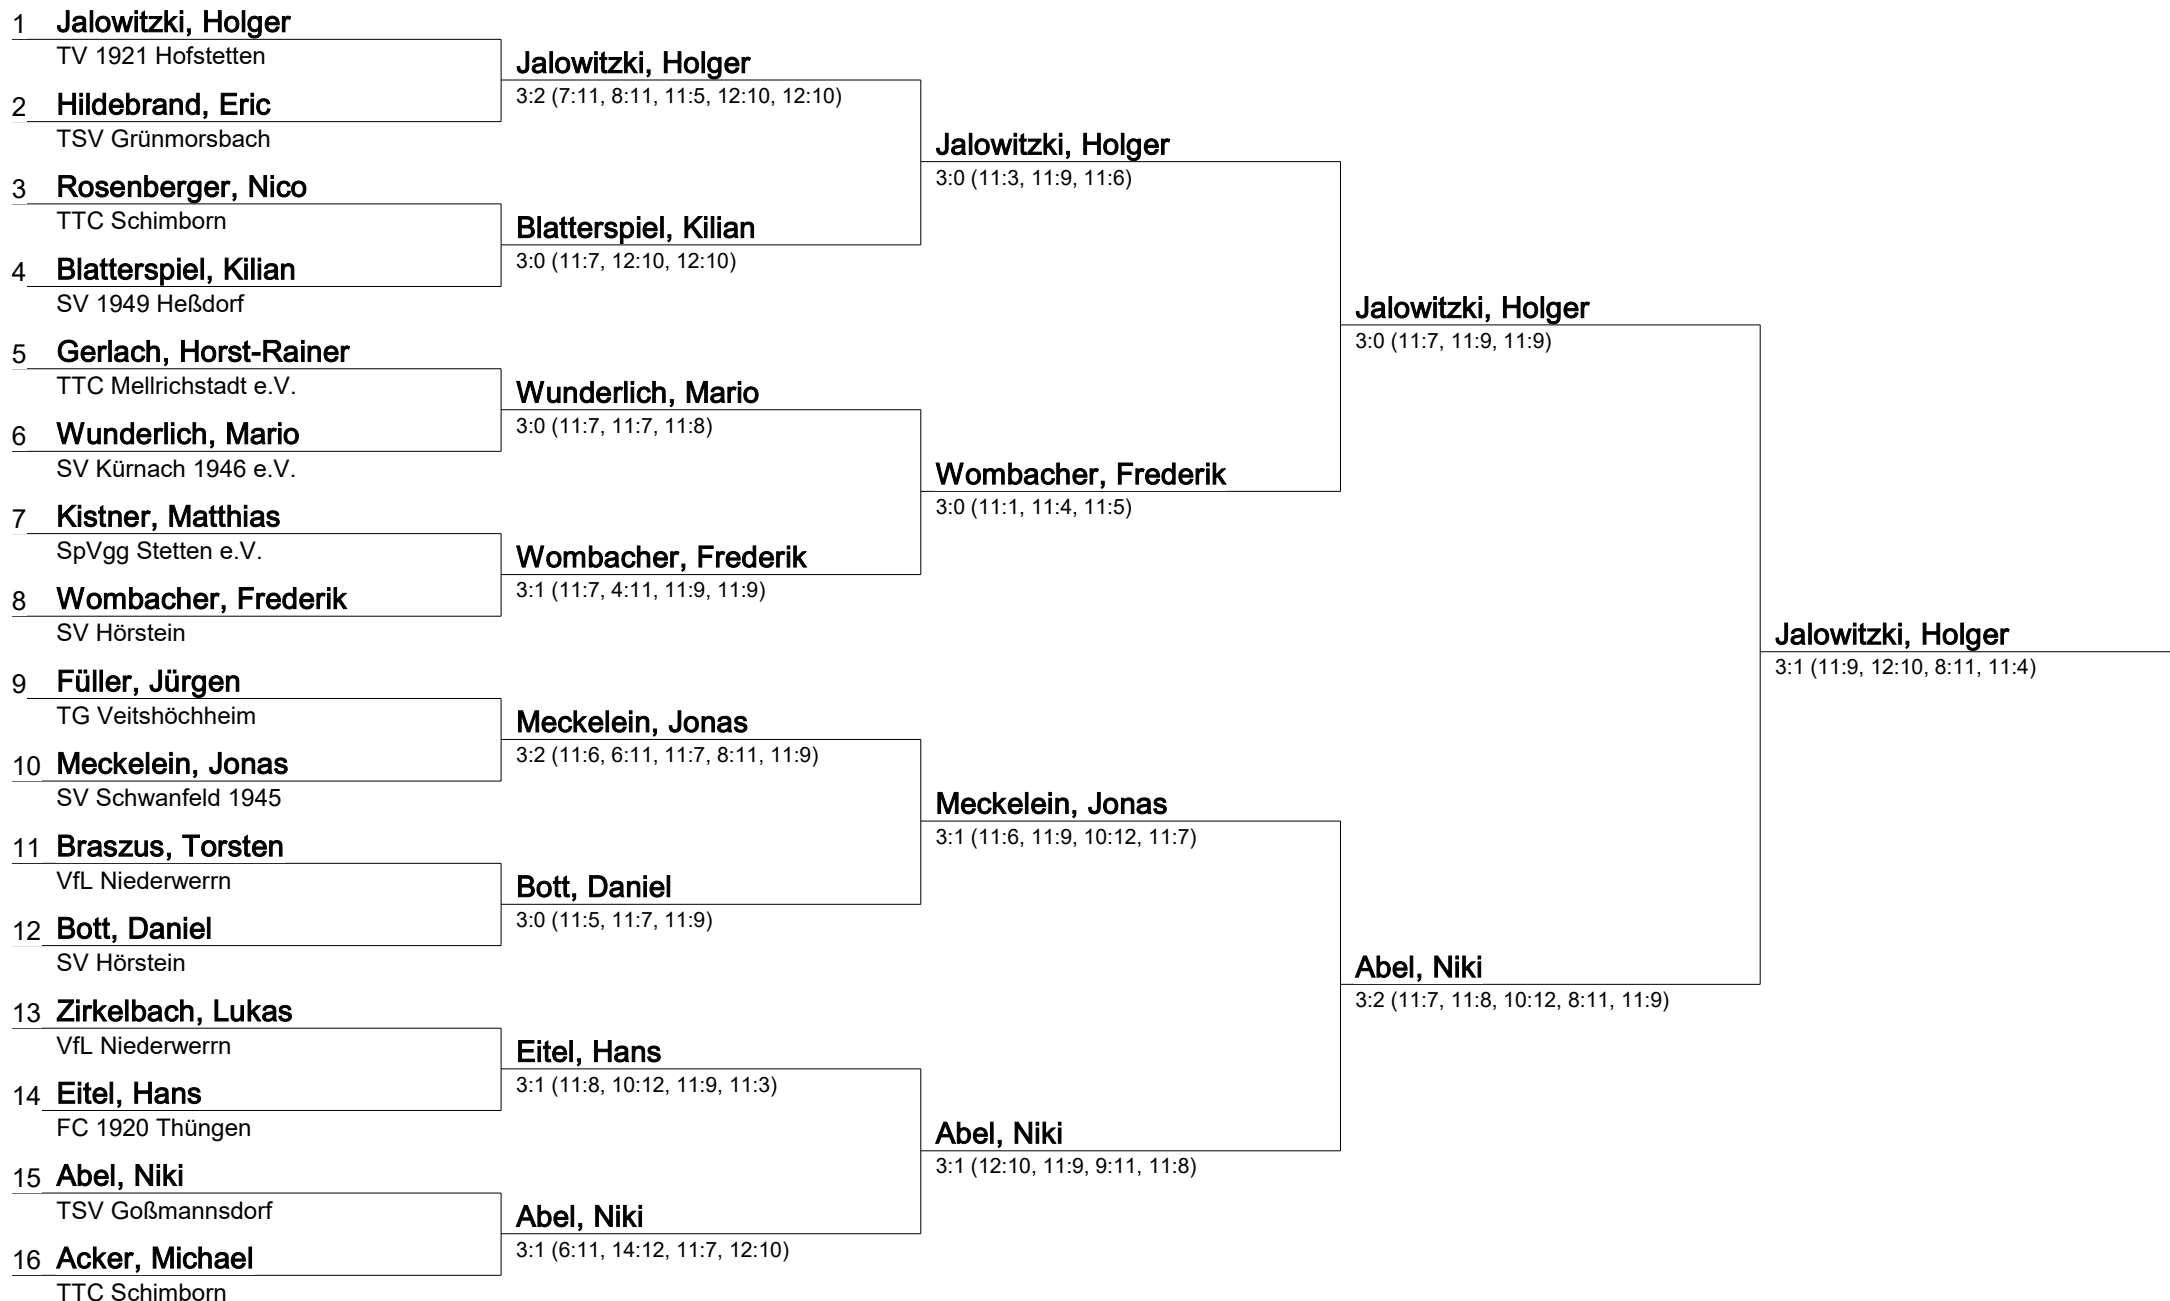 1 Jalowitzki, Holger
TV 1921 Hofstetten
2 Hildebrand, Eric
TSV Grünmorsbach
3 Rosenberger, Nico
TTC Schimborn
4 Blatterspiel, Kilian
SV 1949 Heßdorf
5 Gerlach, Horst-Rainer
TTC Mellrichstadt e.V.
6 Wunderlich, Mario
SV Kürnach 1946 e.V.
7 Kistner, Matthias
SpVgg Stetten e.V.
8 Wombacher, Frederik
SV Hörstein
9 Füller, Jürgen
TG Veitshöchheim
10 Meckelein, Jonas
SV Schwanfeld 1945
11 Braszus, Torsten
VfL Niederwerrn
12 Bott, Daniel
SV Hörstein
13 Zirkelbach, Lukas
VfL Niederwerrn
14 Eitel, Hans
FC 1920 Thüngen
15 Abel, Niki
TSV Goßmannsdorf
16 Acker, Michael
TTC Schimborn
Jalowitzki, Holger
3:2 (7:11, 8:11, 11:5, 12:10, 12:10)
Blatterspiel, Kilian
3:0 (11:7, 12:10, 12:10)
Wunderlich, Mario
3:0 (11:7, 11:7, 11:8)
Wombacher, Frederik
3:1 (11:7, 4:11, 11:9, 11:9)
Meckelein, Jonas
3:2 (11:6, 6:11, 11:7, 8:11, 11:9)
Bott, Daniel
3:0 (11:5, 11:7, 11:9)
Eitel, Hans
3:1 (11:8, 10:12, 11:9, 11:3)
Abel, Niki
3:1 (6:11, 14:12, 11:7, 12:10)
Jalowitzki, Holger
3:0 (11:3, 11:9, 11:6)
Wombacher, Frederik
3:0 (11:1, 11:4, 11:5)
Meckelein, Jonas
3:1 (11:6, 11:9, 10:12, 11:7)
Abel, Niki
3:1 (12:10, 11:9, 9:11, 11:8)
Jalowitzki, Holger
3:0 (11:7, 11:9, 11:9)
Abel, Niki
3:2 (11:7, 11:8, 10:12, 8:11, 11:9)
Jalowitzki, Holger
3:1 (11:9, 12:10, 8:11, 11:4)